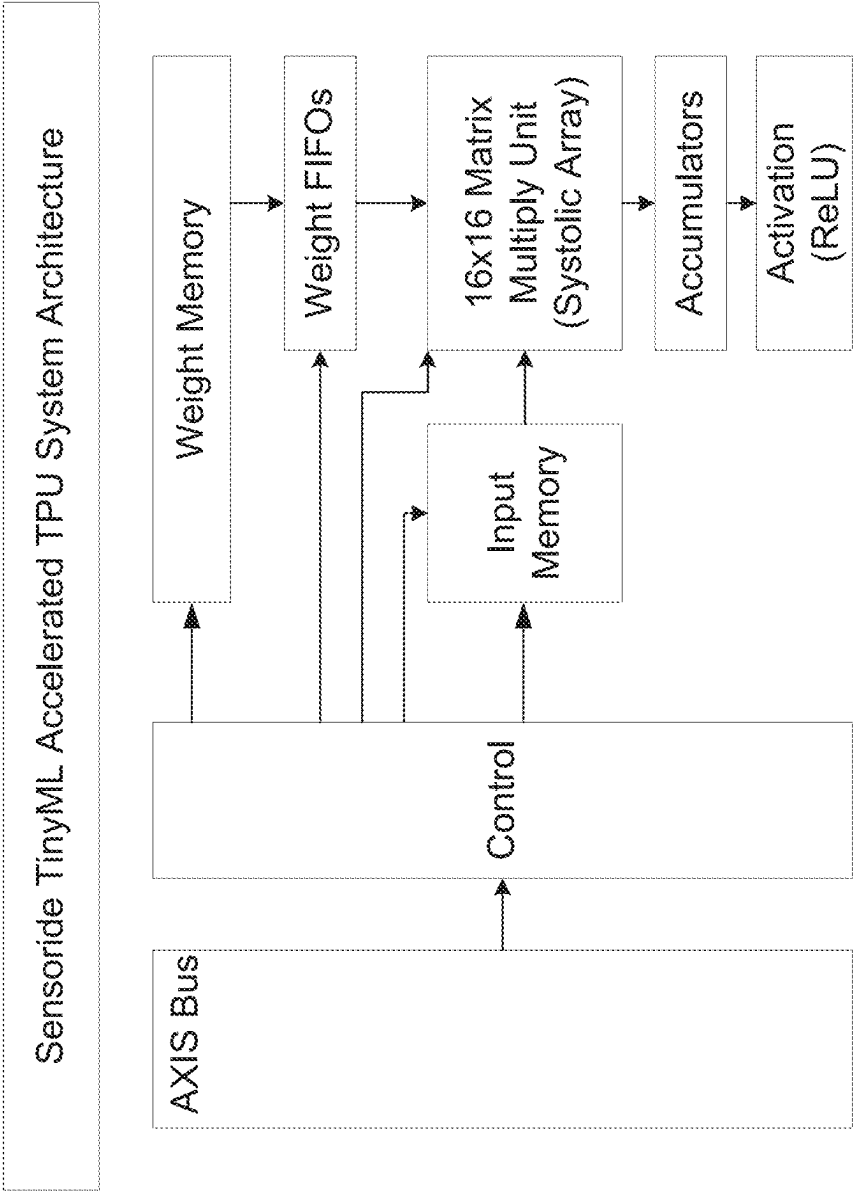 Sensoride TinyML Accelerated TPU System Architecture
AXIS Bus
Control
Weight Memory
Weight FIFOs
Input
Memory
16x16 Matrix
Multiply Unit
(Systolic Array)
Accumulators
Activation
(ReLU)